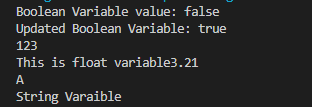 Boolean Variable value: false
Updated Boolean Variable: true
123
This is float variable3.21
A
String Varaible